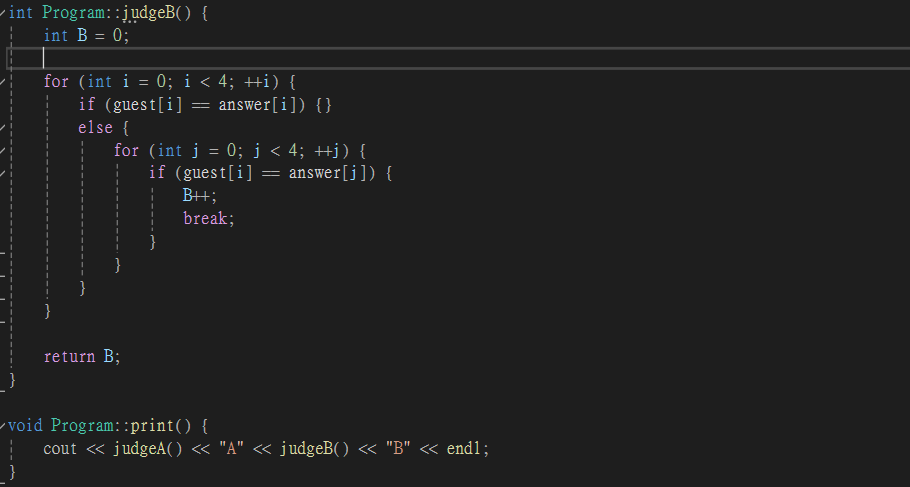 int Program::judgeB() {
    int B = 0;

    for (int i = 0; i < 4; ++i) {
        if (guest[i] == answer[i]) {}
        else {
            for (int j = 0; j < 4; ++j) {
                if (guest[i] == answer[j]) {
                    B++;
                    break;
                }
            }
        }
    }

    return B;
}

void Program::print() {
    cout << judgeA() << "A" << judgeB() << "B" << endl;
}